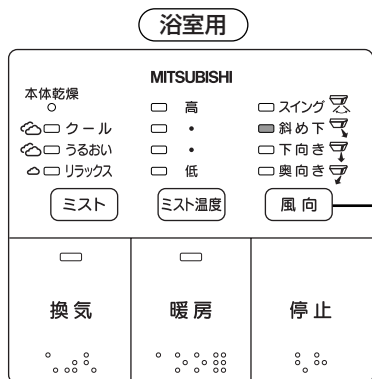 浴室用
MITSUBISHI
本体乾燥
高 スイング
クール ・ 斜め下
うるおい ・ 下向き
リラックス 低 奥向き
ミスト ミスト温度 風向
換気 暖房 停止